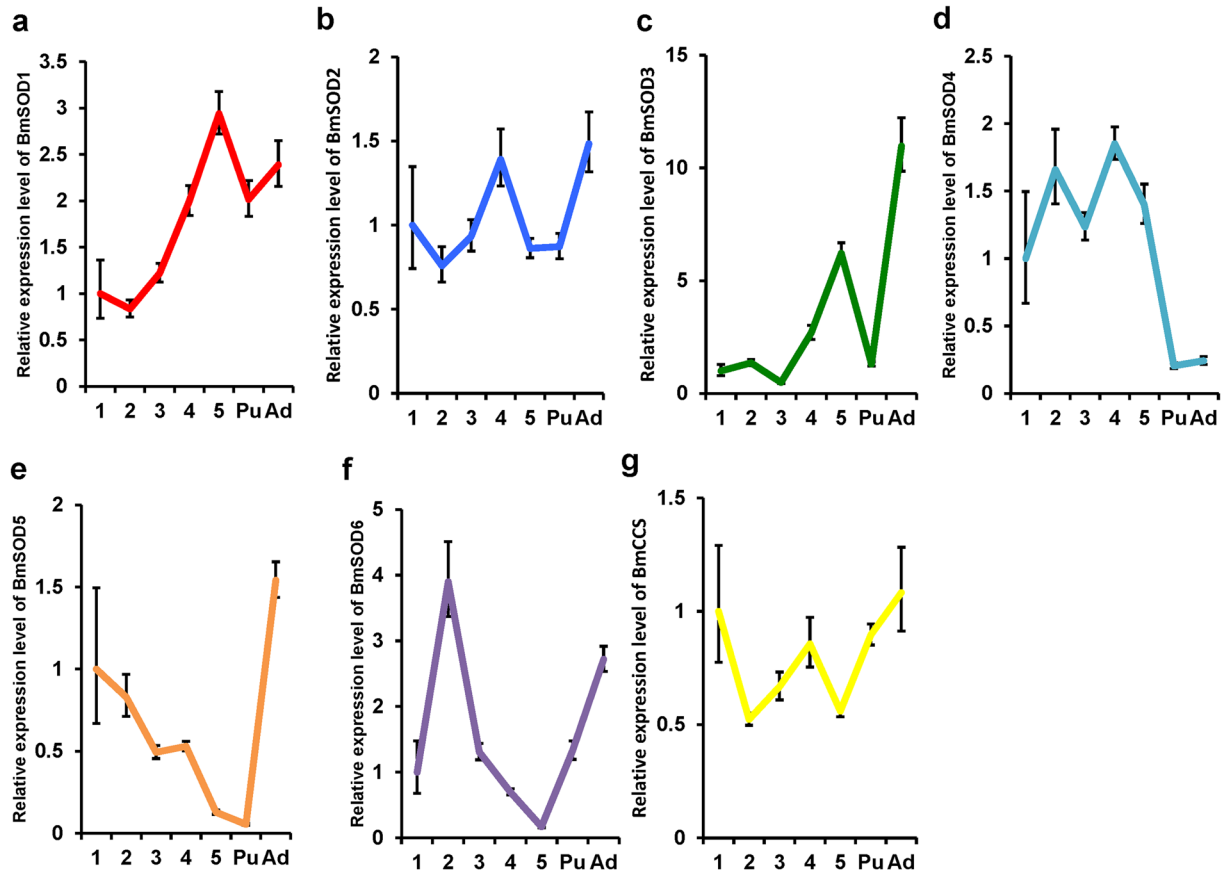 a
Relative expression level of BmSOD1
3.5
3
2.5
2
1.5
1
0.5
0
1 2 3 4 5 Pu Ad
b
Relative expression level of BmSOD2
2
1.5
1
0.5
0
1 2 3 4 5 Pu Ad
c
Relative expression level of BmSOD3
15
10
5
0
1 2 3 4 5 Pu Ad
d
Relative expression level of BmSOD4
2.5
2
1.5
1
0.5
0
1 2 3 4 5 Pu Ad
e
Relative expression level of BmSOD5
2
1.5
1
0.5
0
1 2 3 4 5 Pu Ad
f
Relative expression level of BmSOD6
5
4
3
2
1
0
1 2 3 4 5 Pu Ad
g
Relative expression level of BmCCS
1.5
1
0.5
0
1 2 3 4 5 Pu Ad